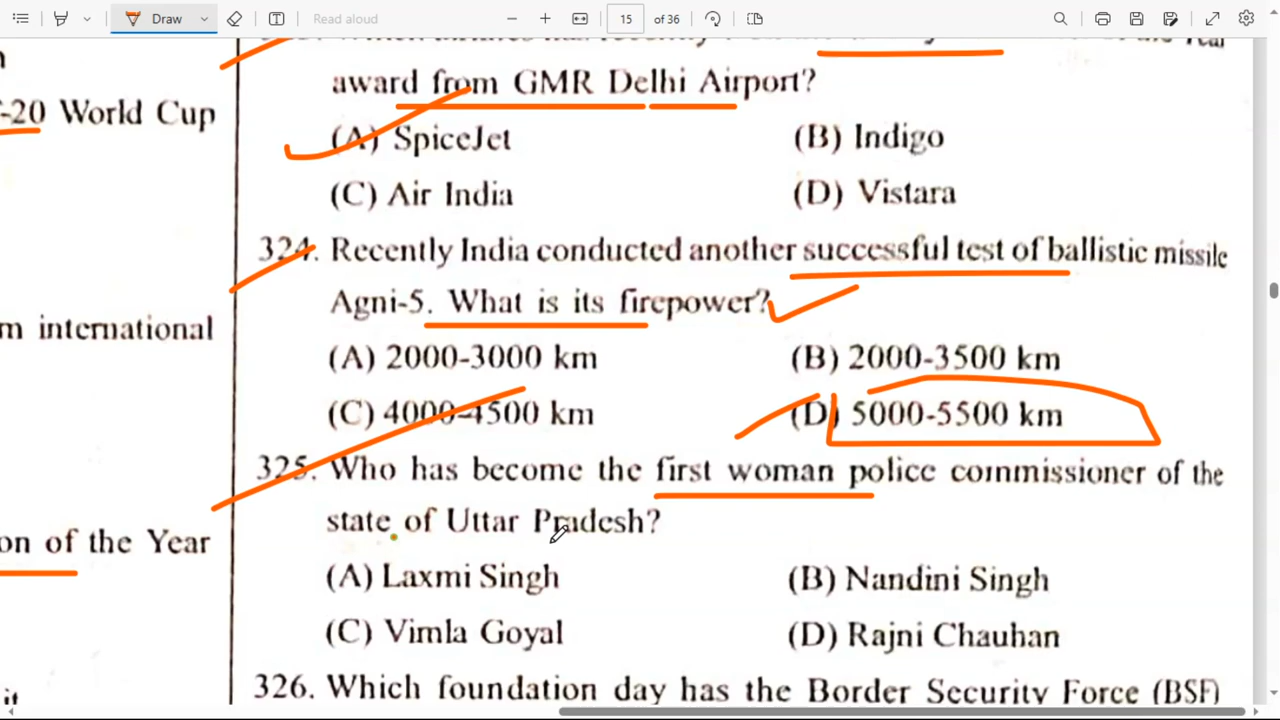 Draw
Read aloud
15 of 36
award from GMR Delhi Airport?
(A) SpiceJet (B) Indigo
(C) Air India (D) Vistara
324. Recently India conducted another successful test of ballistic missile
Agni-5. What is its firepower?
(A) 2000-3000 km (B) 2000-3500 km
(C) 4000-4500 km (D) 5000-5500 km
325. Who has become the first woman police commissioner of the
state of Uttar Pradesh?
(A) Laxmi Singh (B) Nandini Singh
(C) Vimla Goyal (D) Rajni Chauhan
326. Which foundation day has the Border Security Force (BSF)
-20 World Cup
m international
on of the Year
it